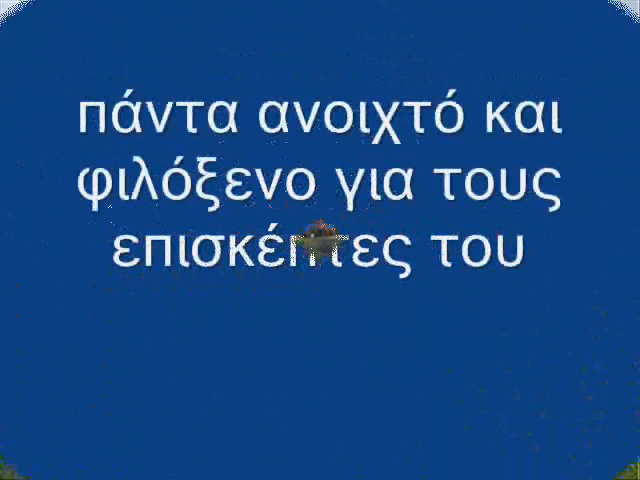 πάντα ανοιχτό και
φιλόξενο για τους
επισκέπτες του